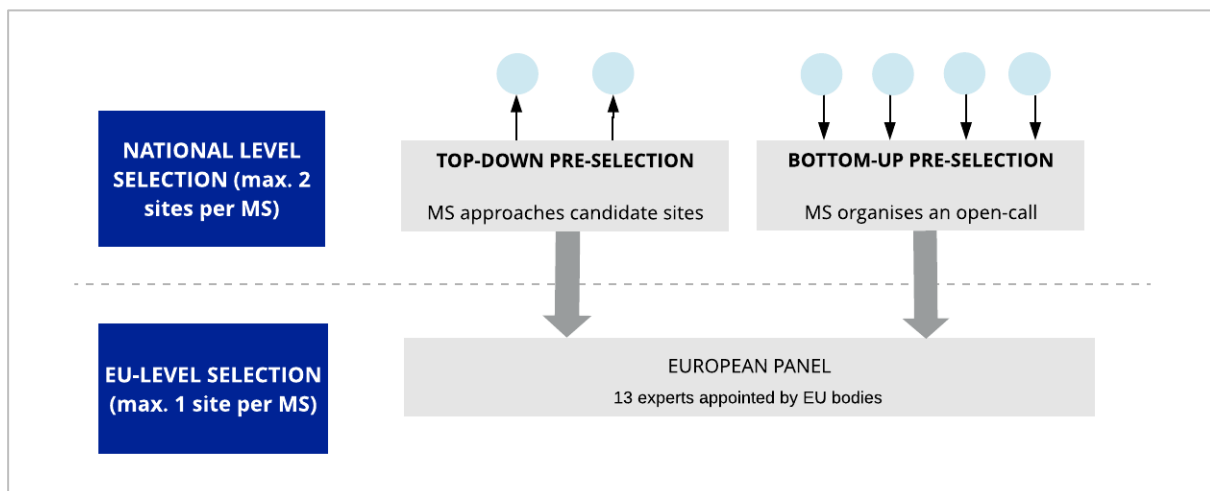 NATIONAL LEVEL
SELECTION (max. 2
sites per MS)
TOP-DOWN PRE-SELECTION
MS approaches candidate sites
BOTTOM-UP PRE-SELECTION
MS organises an open-call
EU-LEVEL SELECTION
(max. 1 site per MS)
EUROPEAN PANEL
13 experts appointed by EU bodies